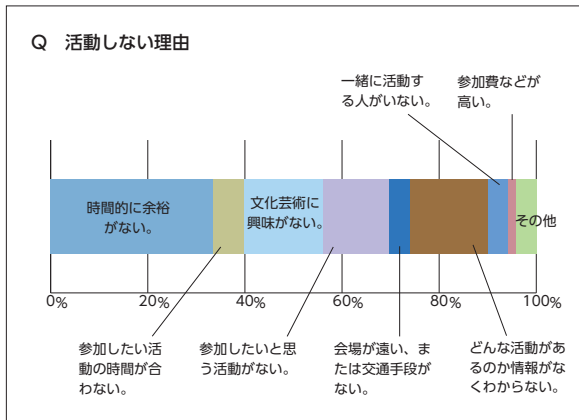 Q 活動しない理由
一緒に活動す
る人がいない。
参加費などが
高い。
時間的に余裕
がない。
文化芸術に
興味がない。
その他
0%
20%
40%
60%
80%
100%
参加したい活
動の時間が合
わない。
参加したいと思
う活動がない。
会場が遠い、ま
たは交通手段が
ない。
どんな活動があ
るのか情報がな
くわからない。